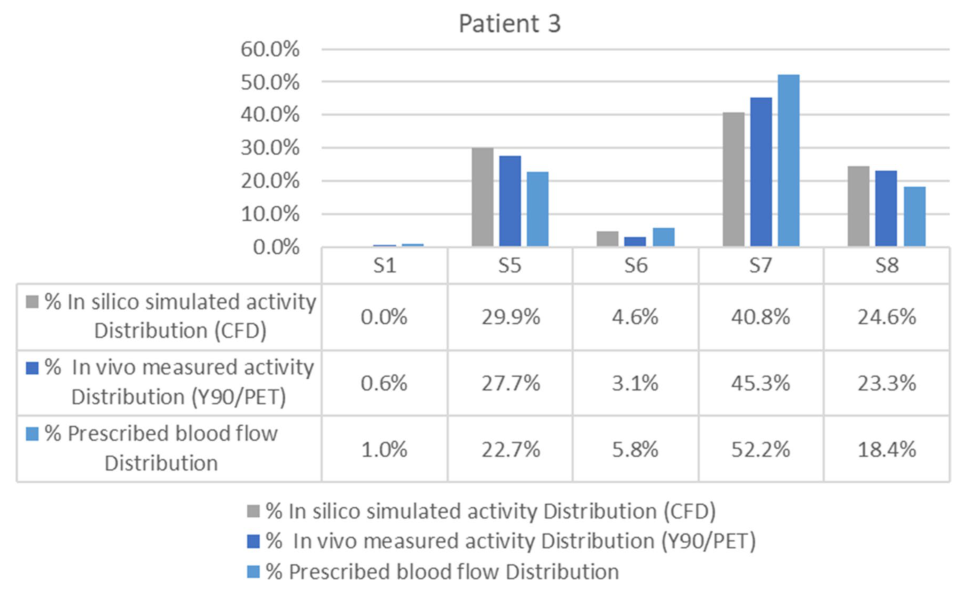 Patient 3
60.0%
50.0%
40.0%
30.0%
20.0%
10.0%
0.0%
S1 S5 S6 S7 S8
% In silico simulated activity
Distribution (CFD)
0.0% 29.9% 4.6% 40.8% 24.6%
% In vivo measured activity
Distribution (Y90/PET)
0.6% 27.7% 3.1% 45.3% 23.3%
% Prescribed blood flow
Distribution
1.0% 22.7% 5.8% 52.2% 18.4%
% In silico simulated activity Distribution (CFD)
% In vivo measured activity Distribution (Y90/PET)
% Prescribed blood flow Distribution